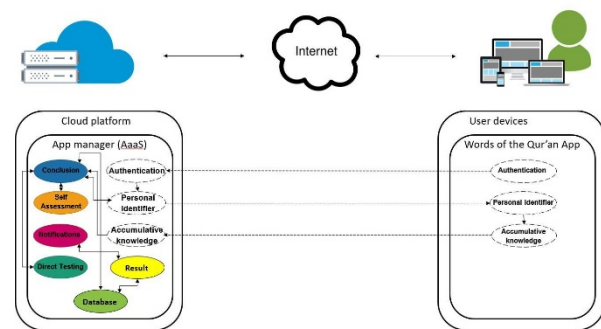 Internet
Cloud platform
App manager (AaaS)
Conclusion
Authentication
Self
Assessment
Personal
Identifier
Accumulative
knowledge
Notifications
Direct Testing
Result
Database
User devices
Words of the Qur'an App
Authentication
Personal Identifier
Accumulative
knowledge